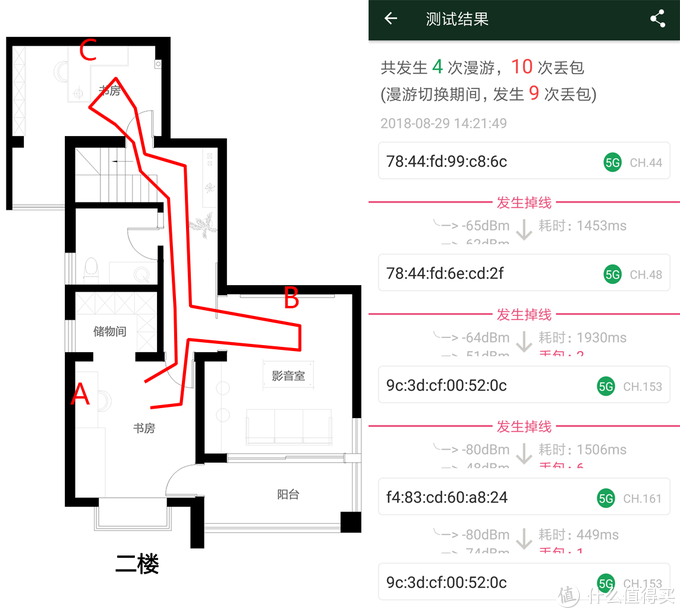 C
书房
B
储物间
影音室
A
书房
阳台
二楼
测试结果
共发生 4 次漫游，10 次丢包
(漫游切换期间，发生 9 次丢包)
2018-08-29 14:21:49
78:44:fd:99:c8:6c 5G CH.44
发生掉线
-65dBm 耗时: 1453ms
78:44:fd:6e:cd:2f 5G CH.48
发生掉线
-64dBm 耗时: 1930ms
-51dBm 丢包: 2
9c:3d:cf:00:52:0c 5G CH.153
发生掉线
-80dBm 耗时: 1506ms
-48dBm 丢包: 6
f4:83:cd:60:a8:24 5G CH.161
-80dBm 耗时: 449ms
-74dBm 丢包: 1
9c:3d:cf:00:52:0c 5G CH.153
值 什么值得买